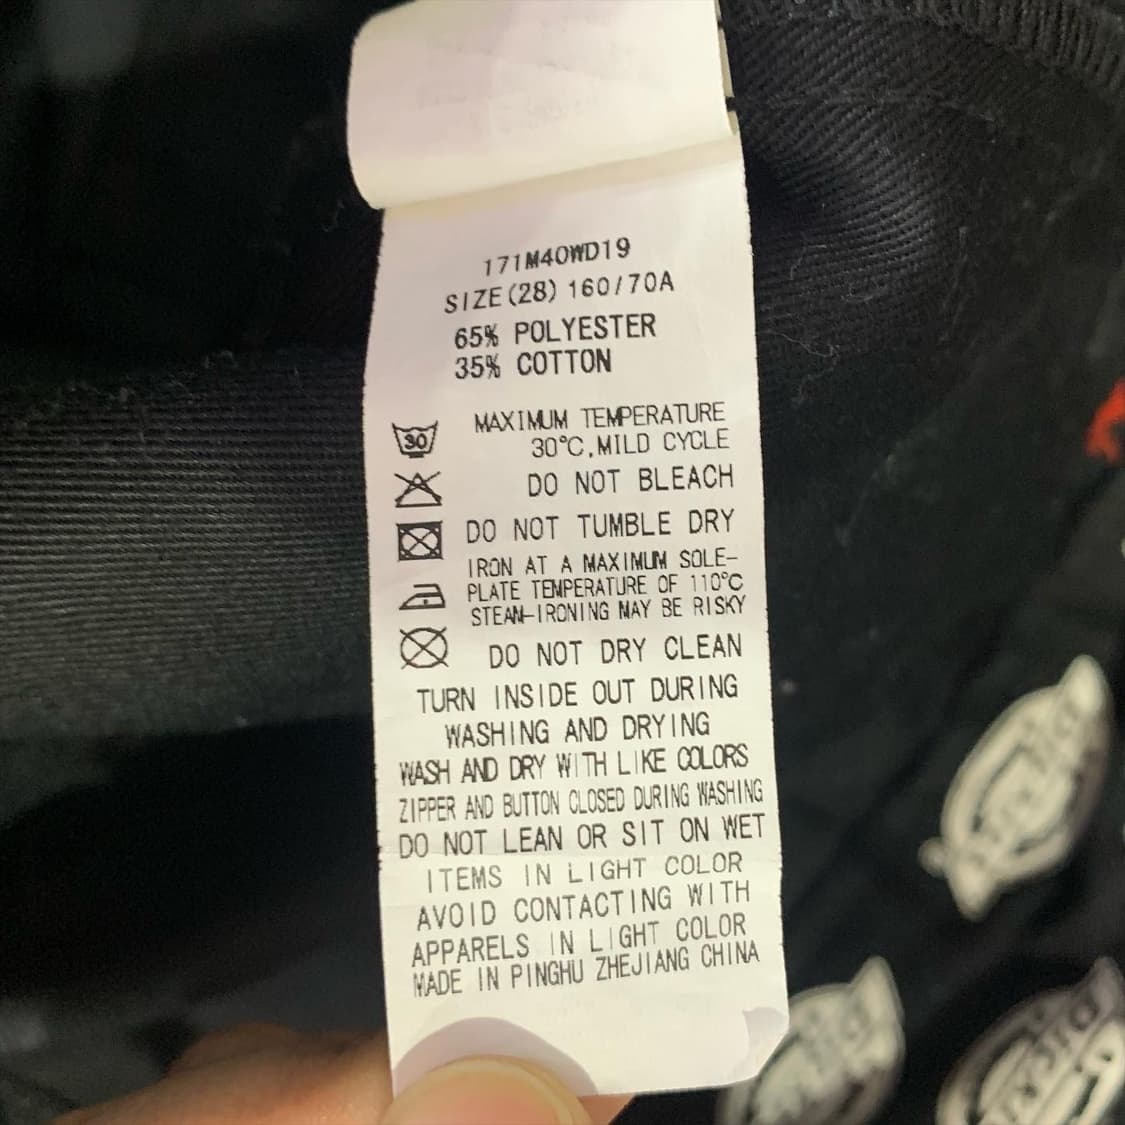 171M40WD19
SIZE(28) 160/70A
65% POLYESTER
35% COTTON
30
MAXIMUM TEMPERATURE
30°C,MILD CYCLE
DO NOT BLEACH
DO NOT TUMBLE DRY
IRON AT A MAXIMUM SOLE-
PLATE TEMPERATURE OF 110°C
STEAM-IRONING MAY BE RISKY
DO NOT DRY CLEAN
TURN INSIDE OUT DURING
WASHING AND DRYING
WASH AND DRY WITH LIKE COLORS
ZIPPER AND BUTTON CLOSED DURING WASHING
DO NOT LEAN OR SIT ON WET
ITEMS IN LIGHT COLOR
AVOID CONTACTING WITH
APPARELS IN LIGHT COLOR
MADE IN PINGHU ZHEJIANG CHINA